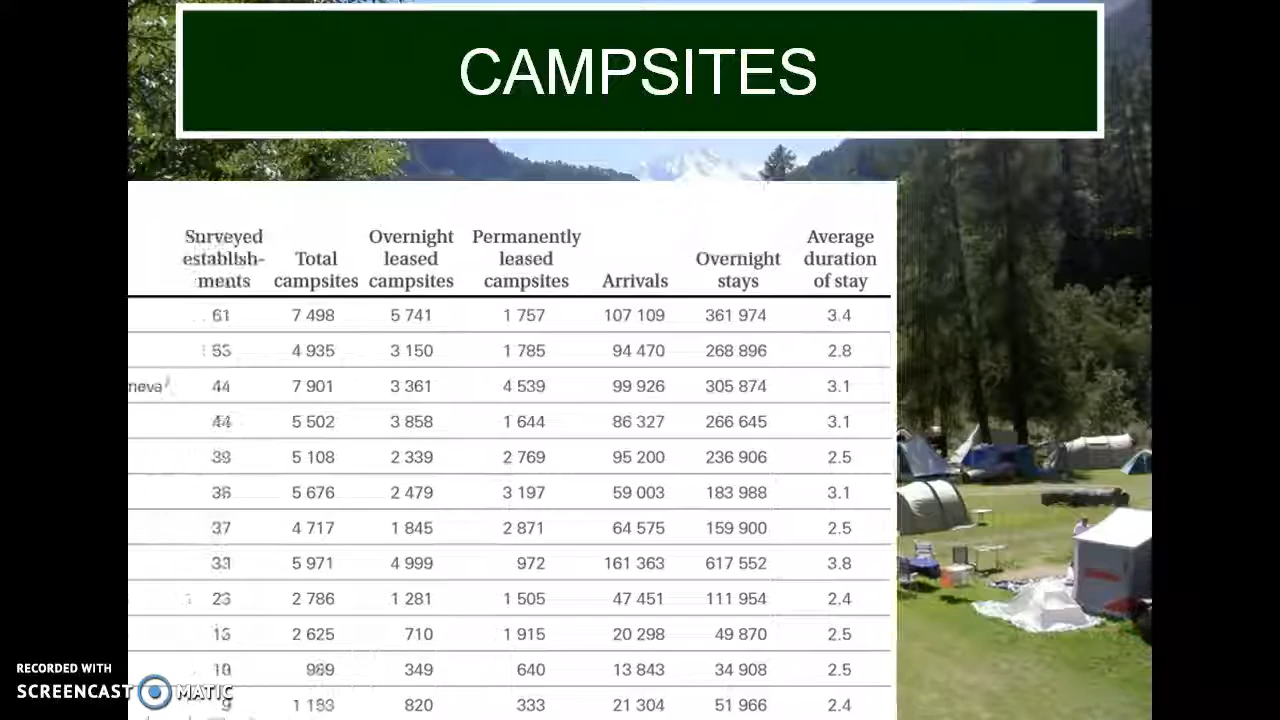 CAMPSITES
Surveyed establish- ments Total campsites Overnight leased campsites Permanently leased campsites Arrivals Overnight stays Average duration of stay
61 7 498 5 741 1 757 107 109 361 974 3.4
4 935 3 150 1 785 94 470 268 896 2.8
neva 44 7 901 3 361 4 539 99 926 305 874 3.1
44 5 502 3 858 1 644 86 327 266 645 3.1
5 108 2 339 2 769 95 200 236 906 2.5
5 676 2 479 3 197 59 003 183 988 3.1
37 4 717 1 845 2 871 64 575 159 900 2.5
33 5 971 4 999 972 161 363 617 552 3.8
2 786 1 281 1 505 47 451 111 954 2.4
2 625 710 1 915 20 298 49 870 2.5
10 989 349 640 13 843 34 908 2.5
9 820 333 21 304 51 966 2.4
RECORDED WITH
SCREENCAST MATIC